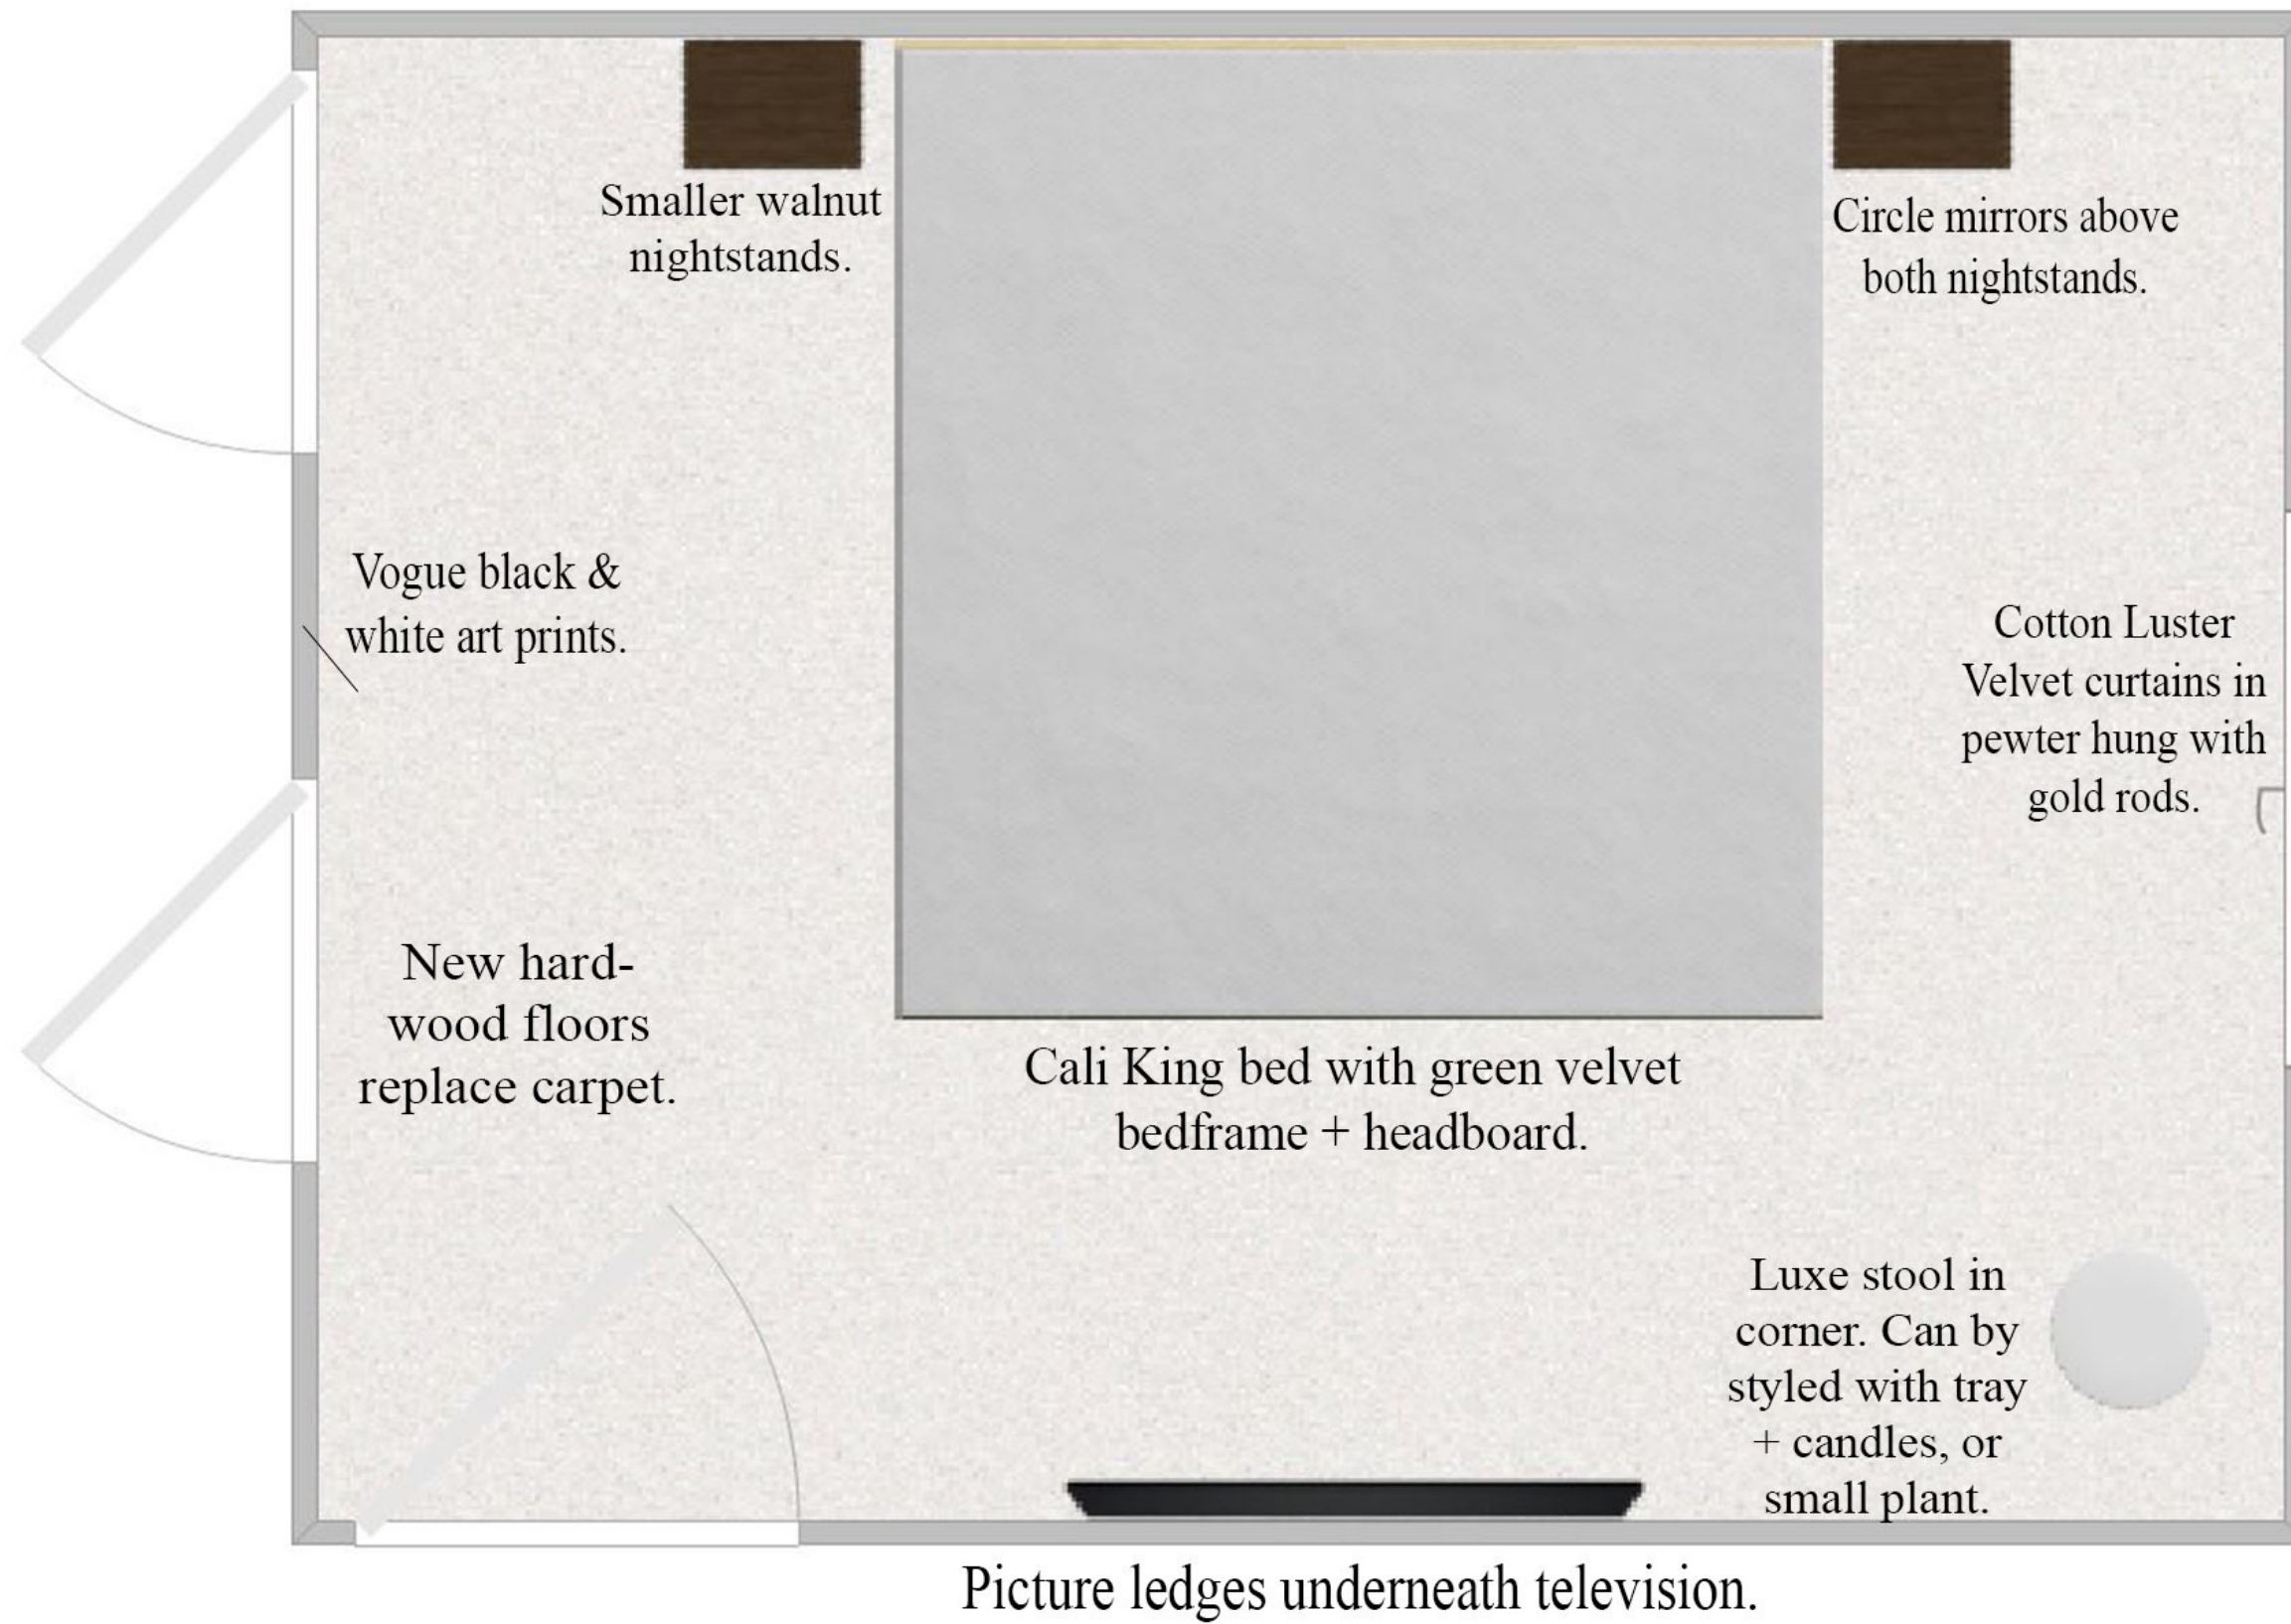 Smaller walnut
nightstands.
Circle mirrors above
both nightstands.
Vogue black &
white art prints.
Cotton Luster
Velvet curtains in
pewter hung with
gold rods.
New hard-
wood floors
replace carpet.
Cali King bed with green velvet
bedframe + headboard.
Luxe stool in
corner. Can by
styled with tray
+ candles, or
small plant.
Picture ledges underneath television.